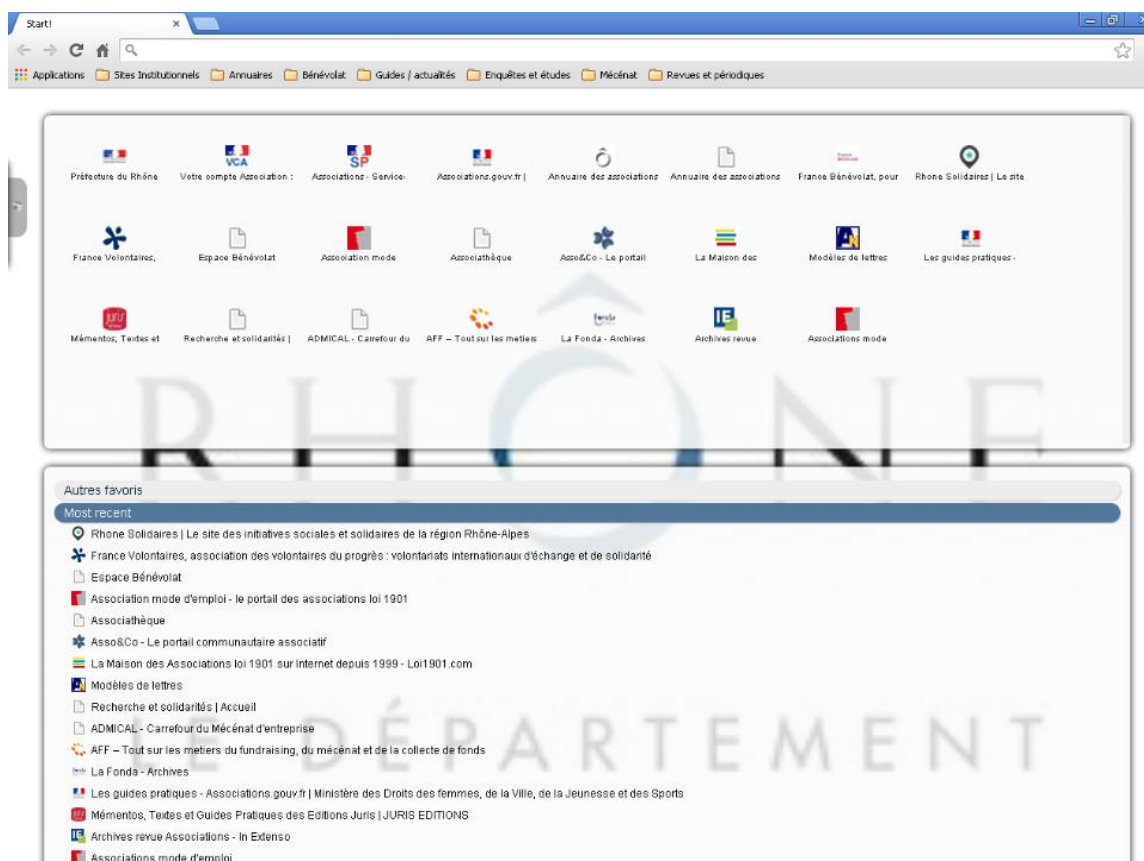 Start!
Applications Sites Institutionnels Annuaires Bénévolat Guides / actualités Enquêtes et études Mécénat Revues et périodiques
Préfecture du Rhône Votre compte Association : Associations - Service- Associations.gouv.fr | Annuaire des associations Annuaire des associations France Bénévolat, pour Rhone Solidaires | Le site
France Volontaires, Espace Bénévolat Association mode Associathèque Asso&Co - Le portail La Maison des Modèles de lettres Les guides pratiques -
Mémentos, Textes et Recherche et solidarités | ADMICAL - Carrefour du AFF – Tout sur les metiers La Fonda - Archives Archives revue Associations mode
RHÔNE
Autres favoris
Most recent
Rhone Solidaires | Le site des initiatives sociales et solidaires de la région Rhône-Alpes
France Volontaires, association des volontaires du progrès : volontariats internationaux d'échange et de solidarité
Espace Bénévolat
Association mode d'emploi - le portail des associations loi 1901
Associathèque
Asso&Co - Le portail communautaire associatif
La Maison des Associations loi 1901 sur Internet depuis 1999 - Loi1901.com
Modèles de lettres
Recherche et solidarités | Accueil
ADMICAL - Carrefour du Mécénat d'entreprise
LE DÉPARTEMENT
AFF – Tout sur les metiers du fundraising, du mécénat et de la collecte de fonds
La Fonda - Archives
Les guides pratiques - Associations.gouv.fr | Ministère des Droits des femmes, de la Ville, de la Jeunesse et des Sports
Mémentos, Textes et Guides Pratiques des Editions Juris | JURIS EDITIONS
Archives revue Associations - In Extenso
Associations mode d'emploi